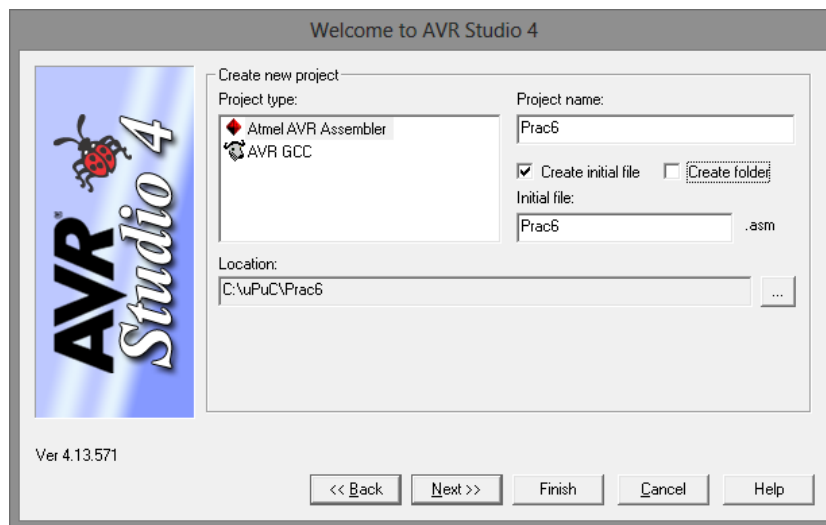 Welcome to AVR Studio 4
AVR®
Studio 4
Create new project
Project type:
Atmel AVR Assembler
AVR GCC
Project name:
Prac6
Create initial file
Create folder
Initial file:
Prac6
.asm
Location:
C:\uPuC\Prac6
...
Ver 4.13.571
<< Back
Next >>
Finish
Cancel
Help